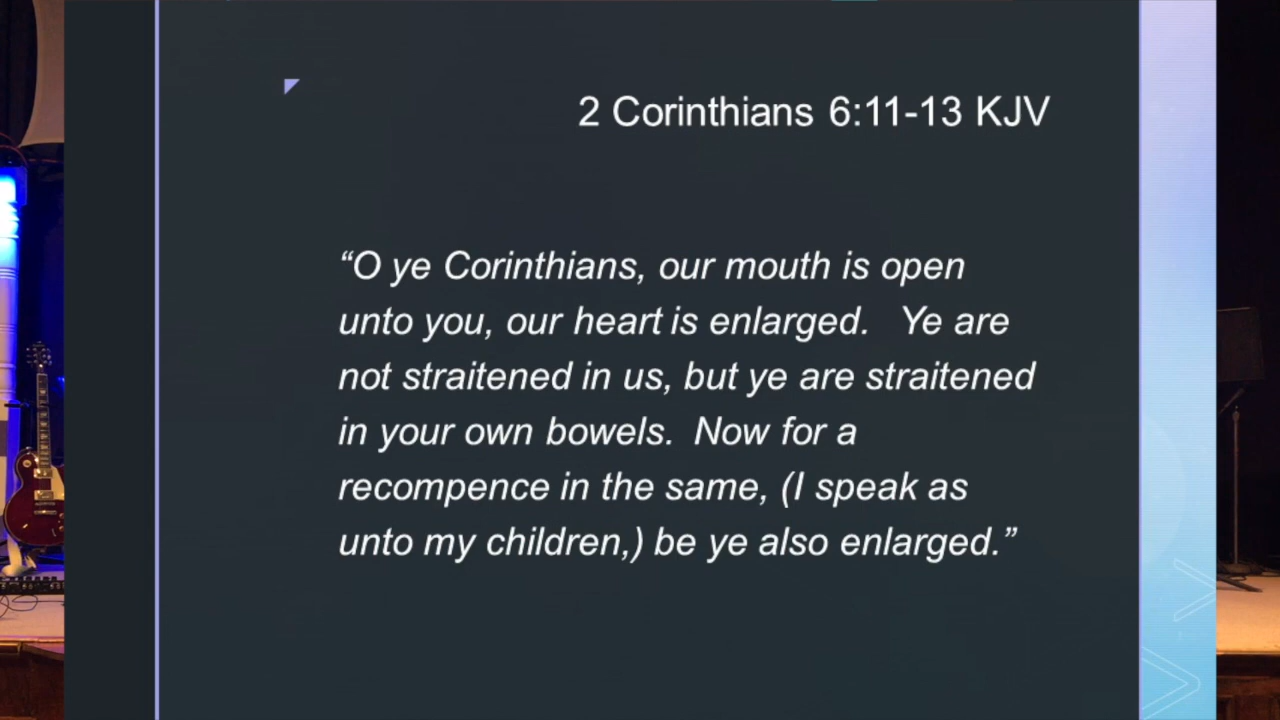 2 Corinthians 6:11-13 KJV
“O ye Corinthians, our mouth is open
unto you, our heart is enlarged.   Ye are
not straitened in us, but ye are straitened
in your own bowels.  Now for a
recompence in the same, (I speak as
unto my children,) be ye also enlarged.”